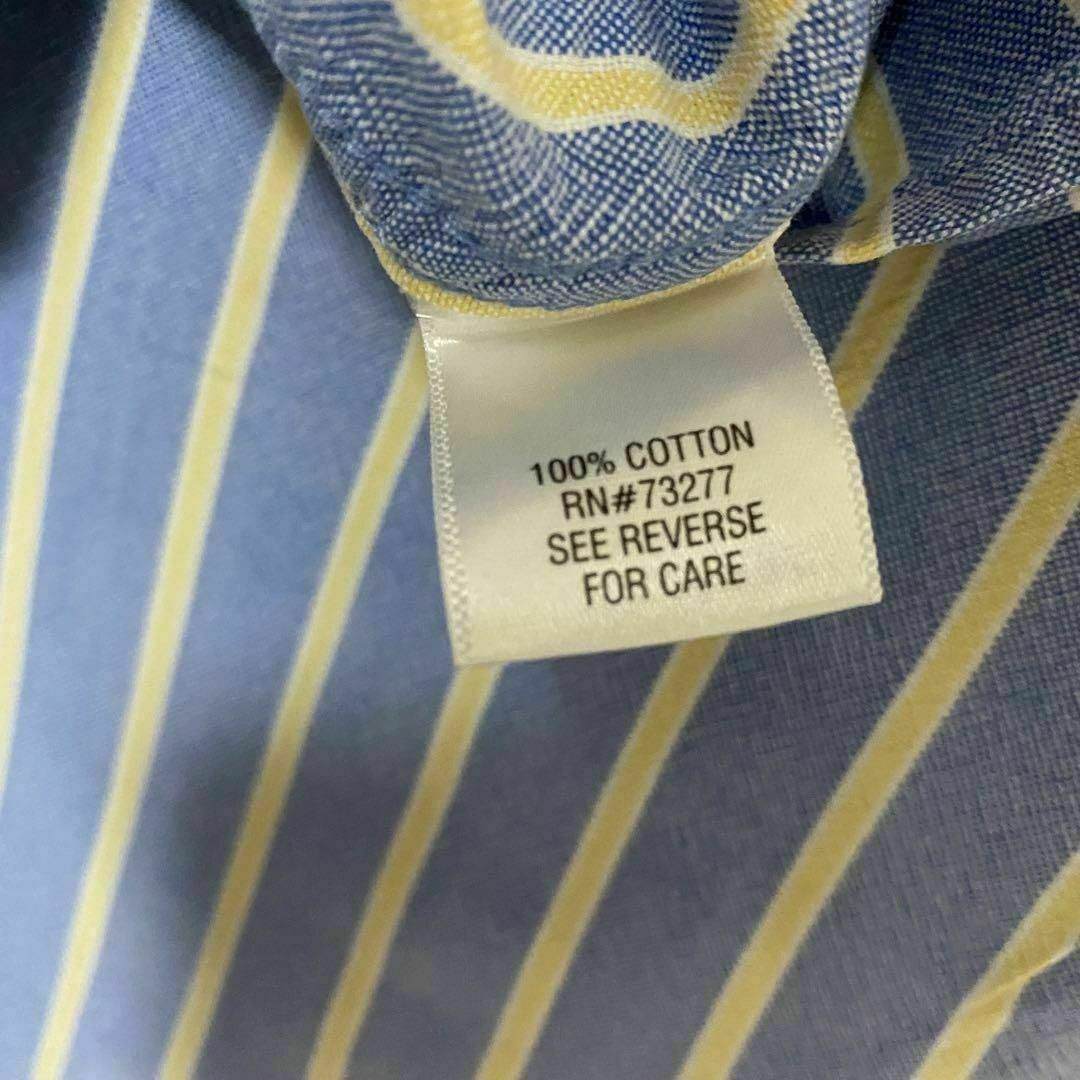 100% COTTON
RN#73277
SEE REVERSE
FOR CARE